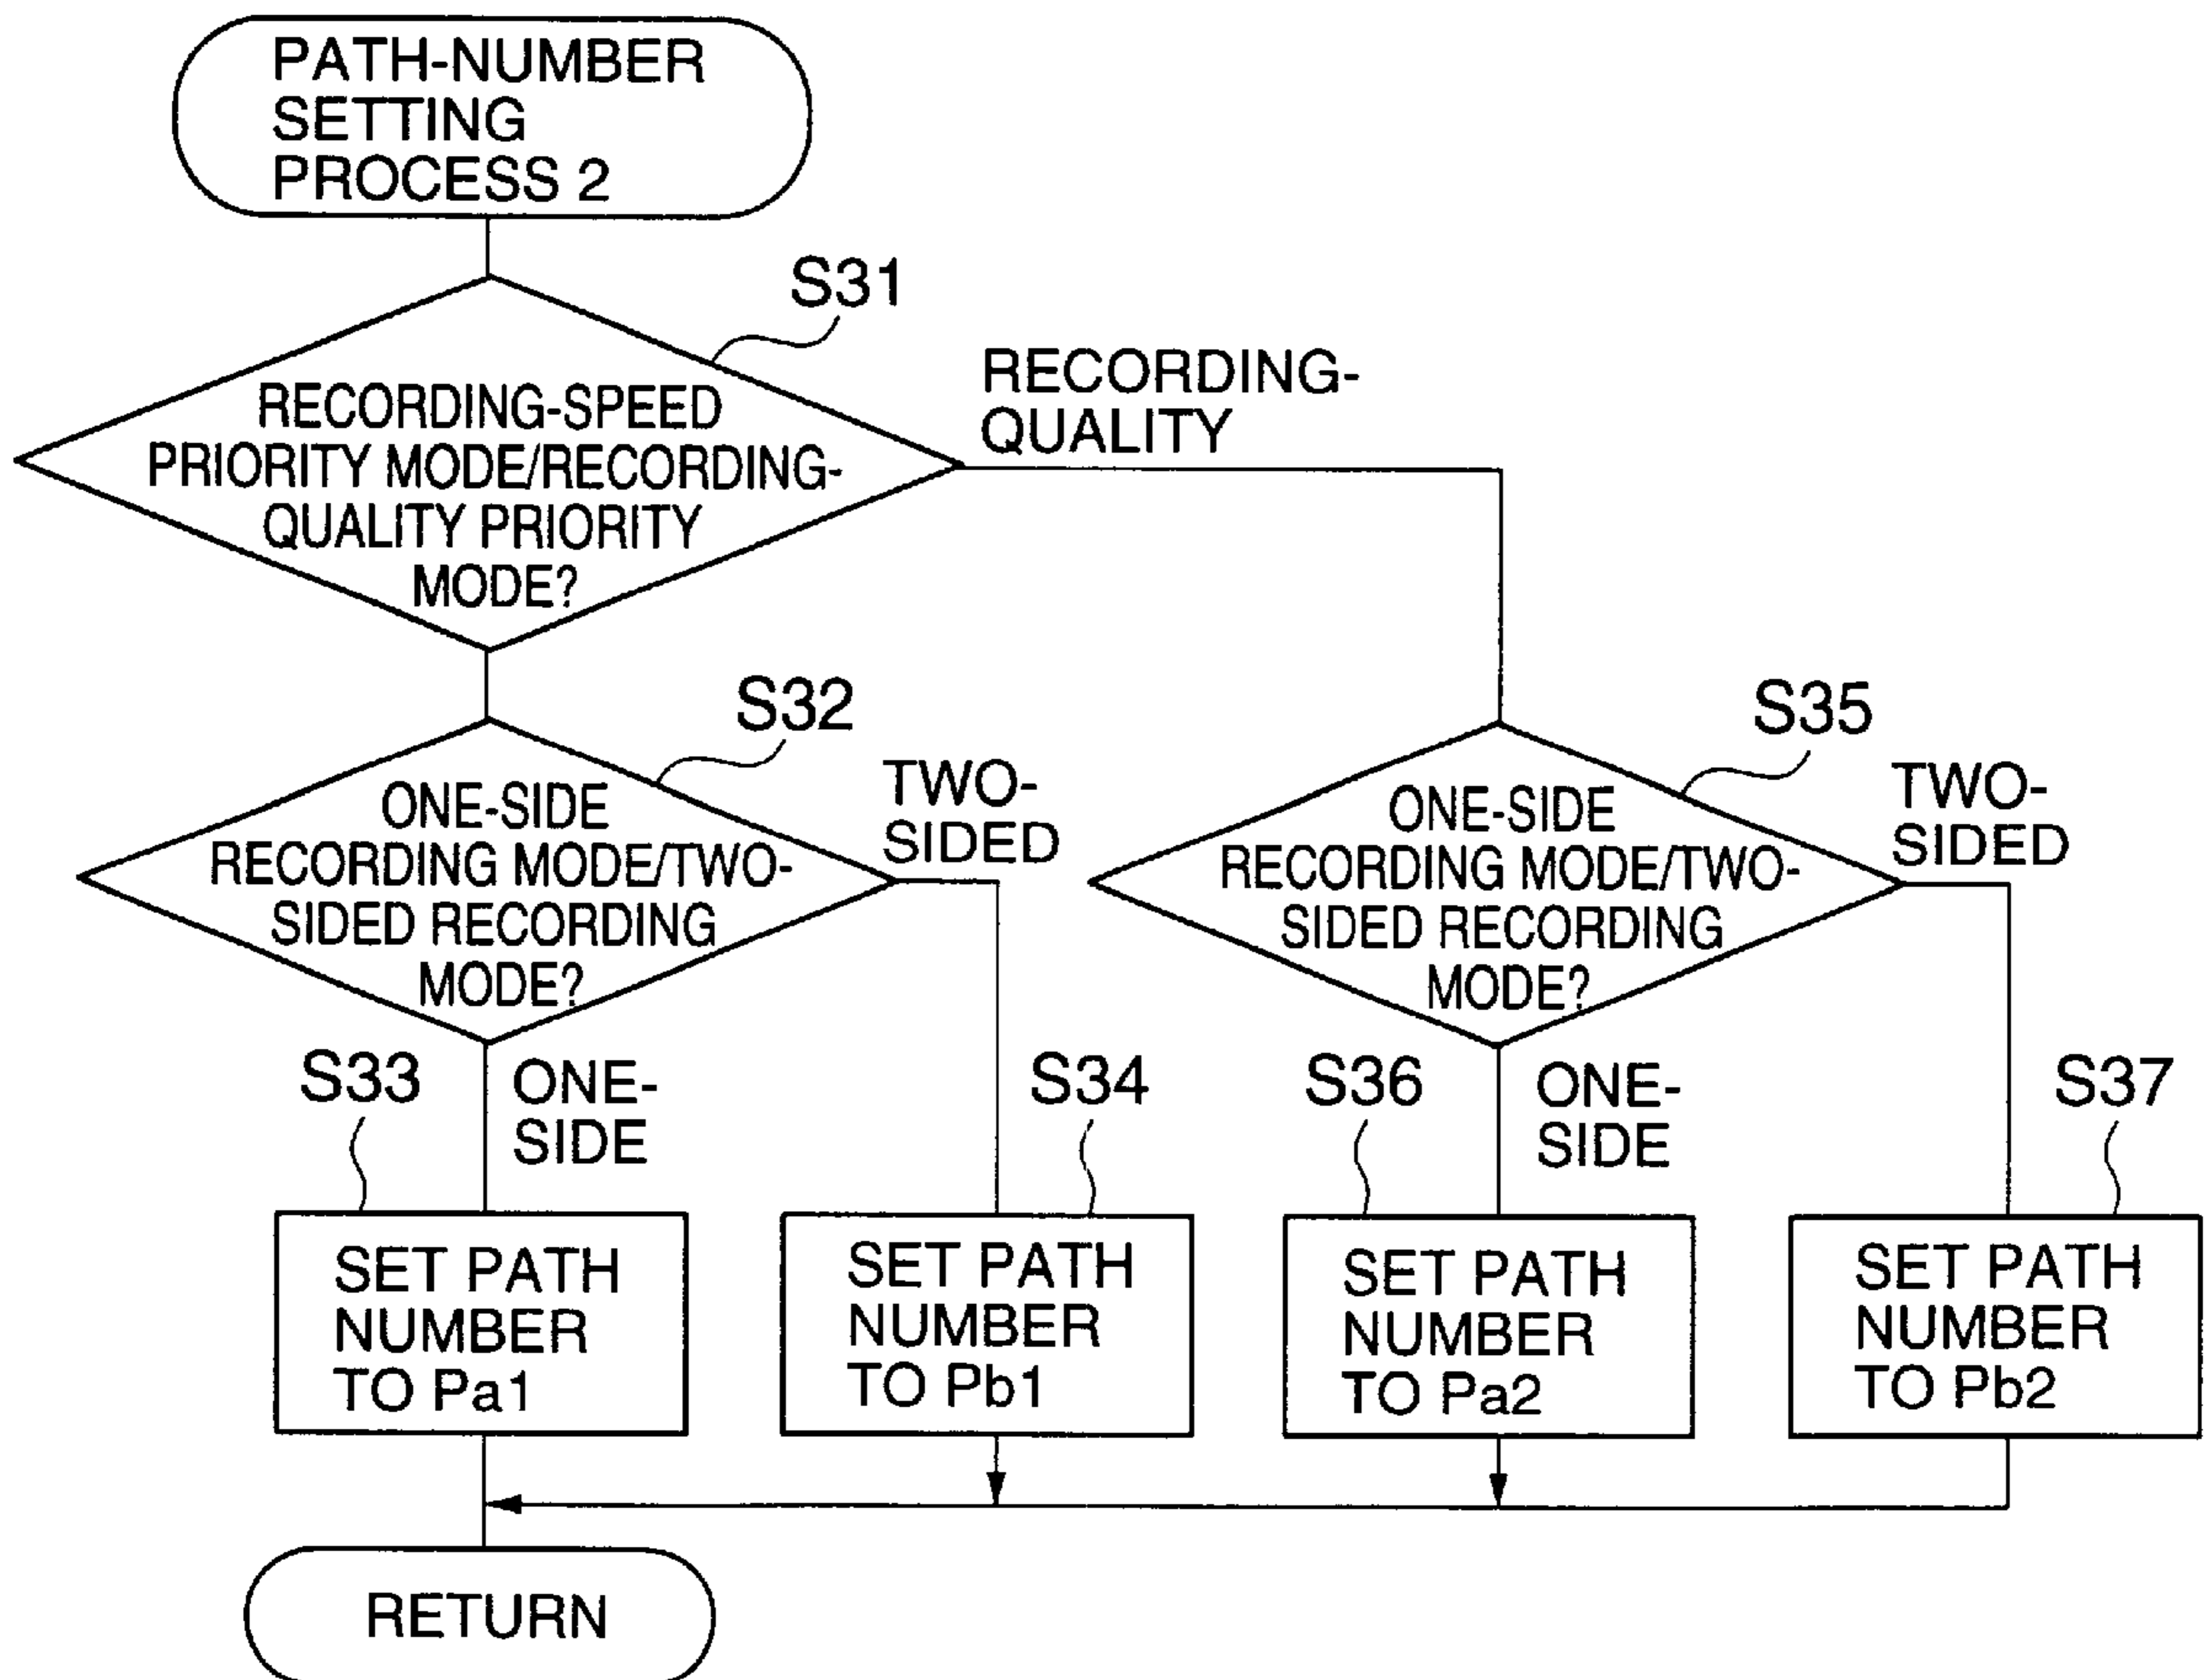 PATH-NUMBER
SETTING
PROCESS 2
S31
RECORDING-SPEED
PRIORITY MODE/RECORDING-
QUALITY PRIORITY
MODE?
RECORDING-
QUALITY
S32
ONE-SIDE
RECORDING MODE/TWO-
SIDED RECORDING
MODE?
TWO-
SIDED
S35
ONE-SIDE
RECORDING MODE/TWO-
SIDED RECORDING
MODE?
TWO-
SIDED
S33
ONE-
SIDE
S34
S36
ONE-
SIDE
S37
SET PATH
NUMBER
TO Pa1
SET PATH
NUMBER
TO Pb1
SET PATH
NUMBER
TO Pa2
SET PATH
NUMBER
TO Pb2
RETURN